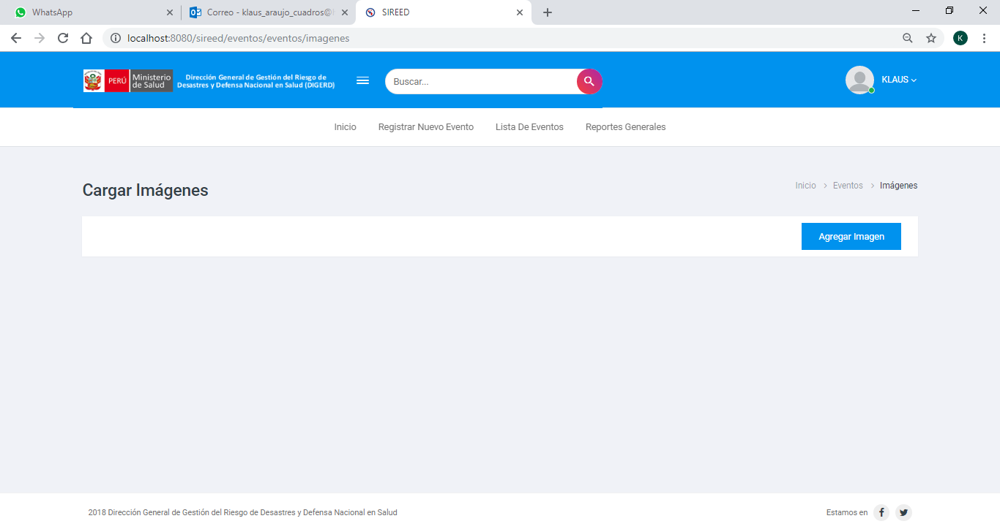 WhatsApp
Correo - klaus_araujo_cuadros@
SIREED
localhost:8080/sireed/eventos/eventos/imagenes
K
PERÚ
Ministerio
de Salud
Dirección General de Gestión del Riesgo de
Desastres y Defensa Nacional en Salud (DIGERD)
Buscar...
KLAUS
Inicio
Registrar Nuevo Evento
Lista De Eventos
Reportes Generales
Cargar Imágenes
Inicio > Eventos > Imágenes
Agregar Imagen
2018 Dirección General de Gestión del Riesgo de Desastres y Defensa Nacional en Salud
Estamos en